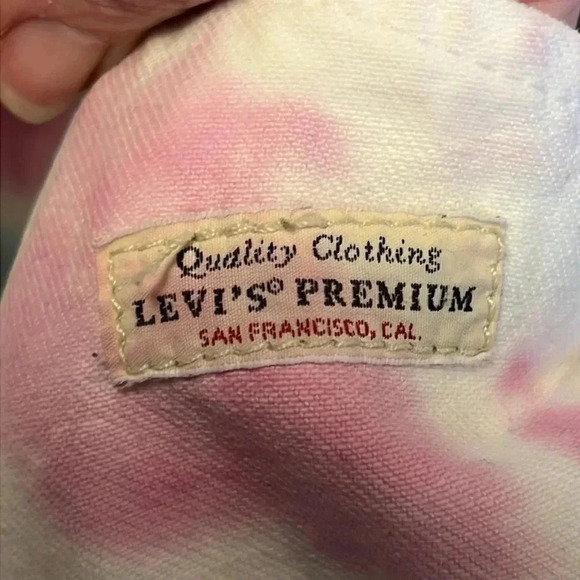 Quality Clothing
LEVI'S® PREMIUM
SAN FRANCISCO, CAL.